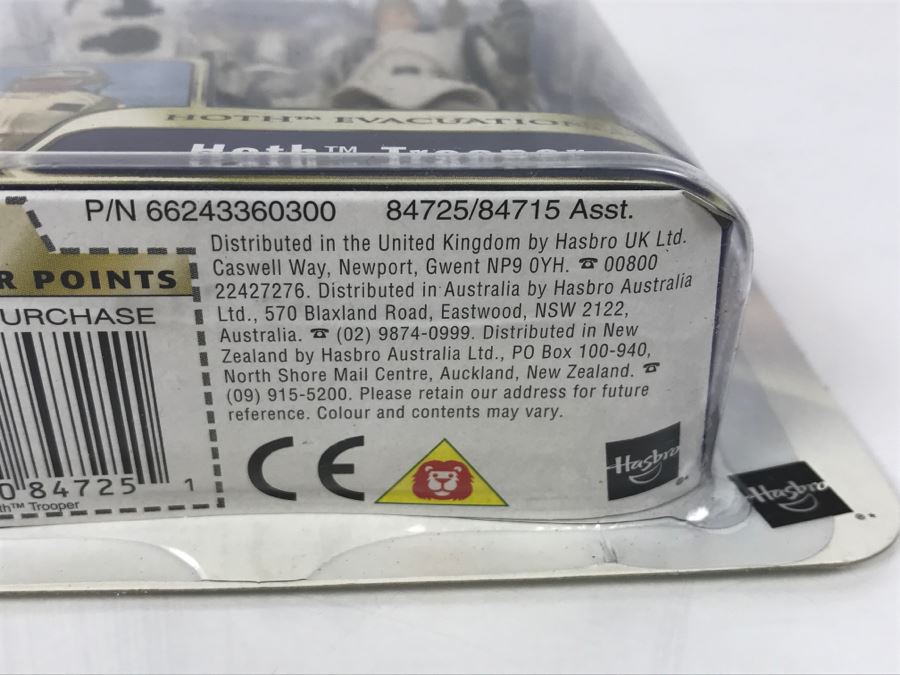 HOTH™ EVACUATION
Hoth™ Trooper
P/N 66243360300 84725/84715 Asst.
R POINTS
URCHASE
0 84725 1
th™ Trooper
Distributed in the United Kingdom by Hasbro UK Ltd.
Caswell Way, Newport, Gwent NP9 0YH. ☎ 00800
22427276. Distributed in Australia by Hasbro Australia
Ltd., 570 Blaxland Road, Eastwood, NSW 2122,
Australia. ☎ (02) 9874-0999. Distributed in New
Zealand by Hasbro Australia Ltd., PO Box 100-940,
North Shore Mail Centre, Auckland, New Zealand. ☎
(09) 915-5200. Please retain our address for future
reference. Colour and contents may vary.
CE
Hasbro
Hasbro